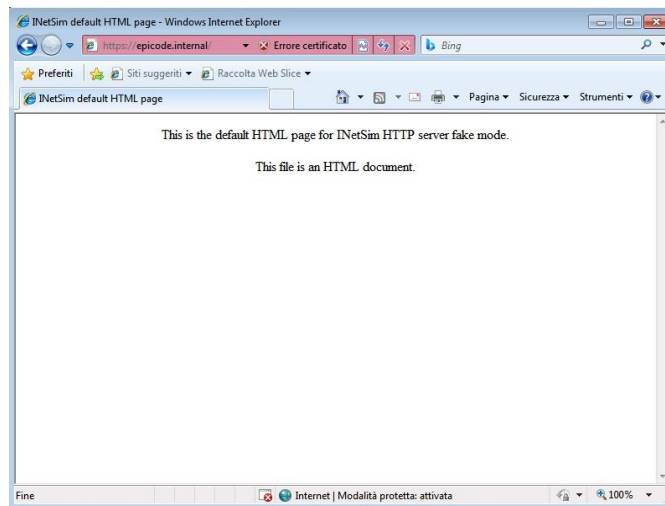 INetSim default HTML page - Windows Internet Explorer
https://epicode.internal/ Errore certificato Bing
Preferiti Siti suggeriti Raccolta Web Slice
INetSim default HTML page Pagina Sicurezza Strumenti
This is the default HTML page for INetSim HTTP server fake mode.
This file is an HTML document.
Fine Internet | Modalità protetta: attivata 100%